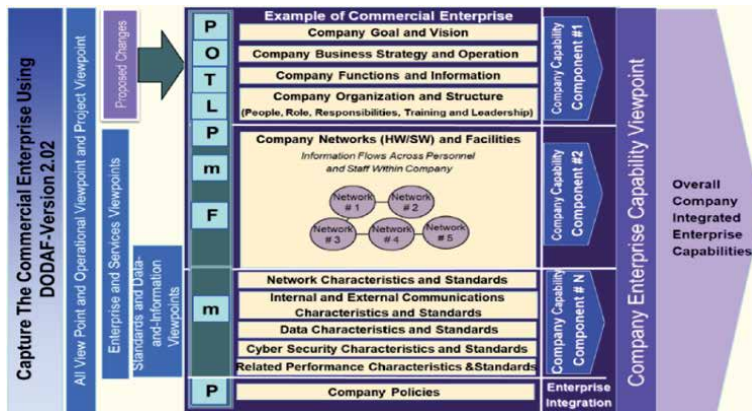 Capture The Commercial Enterprise Using
DODAF-Version 2.02
All View Point and Operational Viewpoint and Project Viewpoint
Enterprise and Services Viewpoints
Standards and Data-
and-Information
Viewpoints
Proposed Changes
P
O
T
L
P
m
F
m
P
Example of Commercial Enterprise
Company Goal and Vision
Company Business Strategy and Operation
Company Functions and Information
Company Organization and Structure
(People, Role, Responsibilities, Training and Leadership)
Company Networks (HW/SW) and Facilities
Information Flows Across Personnel
and Staff Within Company
Network
# 1
Network
# 2
Network
# 3
Network
# 4
Network
# 5
Network Characteristics and Standards
Internal and External Communications
Characteristics and Standards
Data Characteristics and Standards
Cyber Security Characteristics and Standards
Related Performance Characteristics &Standards
Company Policies
Company Capability
Component #1
Company Capability
Component #2
Company Capability
Component # N
Enterprise
Integration
Company Enterprise Capability Viewpoint
Overall
Company
Integrated
Enterprise
Capabilities